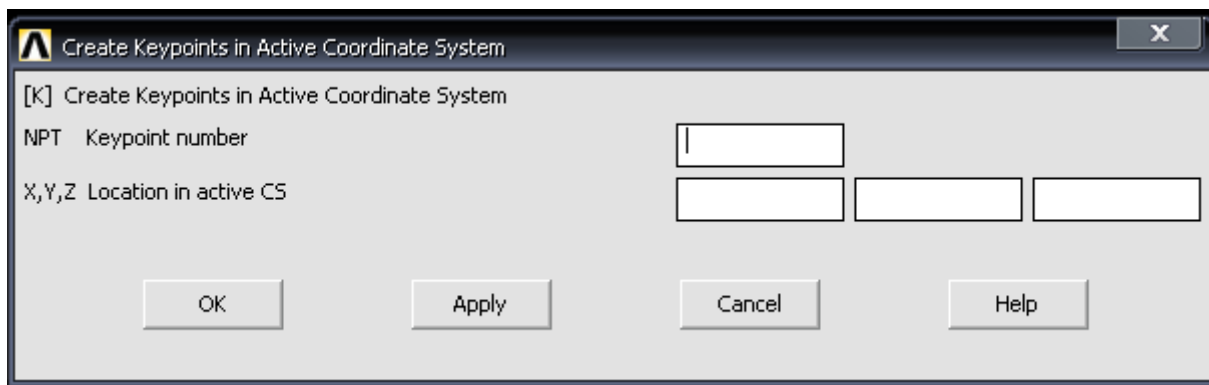 Create Keypoints in Active Coordinate System
X
[K] Create Keypoints in Active Coordinate System
NPT Keypoint number
X,Y,Z Location in active CS
OK Apply Cancel Help